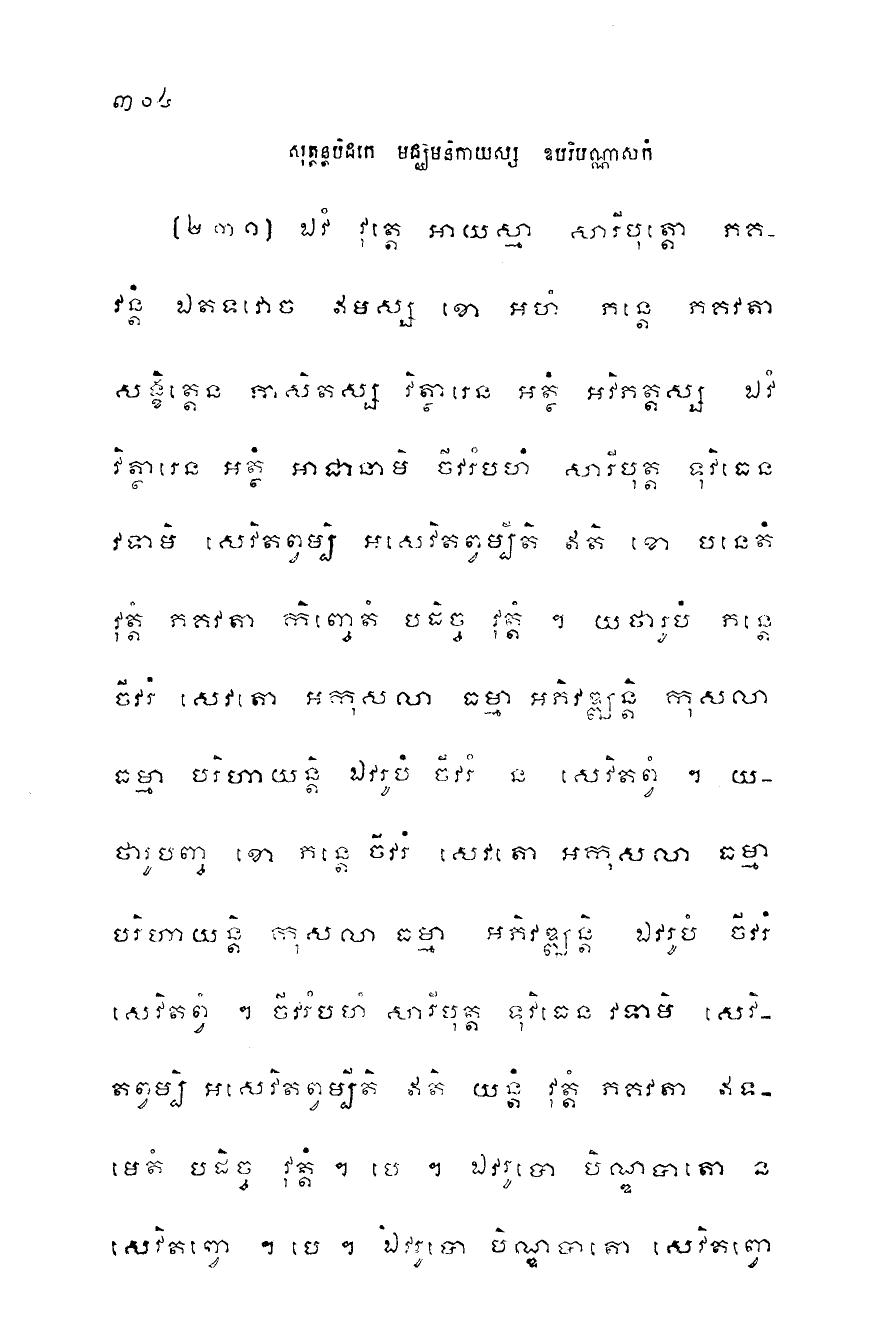 ៣០៤
សុត្តន្តបិដកេ មជ្ឈិមនិកាយស្ស ឧបរិបណ្ណាសកំ
[២៣១] ឯវំ វុត្តេ អាយស្មា សារីបុត្តោ ភគ-
វន្តំ ឯតទវោច ឥមស្ស ខោ អហំ ភន្តេ ភគវតា
សង្ខិត្តេន ភាសិតស្ស វិត្ថារេន អត្ថំ អវិភត្តស្ស ឯវំ
វិត្ថារេន អត្ថំ អាជានាមិ ចីវរំបហំ សារីបុត្ត ទុវិធេន
វទាមិ សេវិតព្វម្បិ អសេវិតព្វម្បីតិ ឥតិ ខោ បនេតំ
វុត្តំ ភគវតា កិញ្ចេតំ បដិច្ច វុត្តំ ។ យថារូបំ ភន្តេ
ចីវរំ សេវតោ អកុសលា ធម្មា អភិវឌ្ឍន្តិ កុសលា
ធម្មា បរិហាយន្តិ ឯវរូបំ ចីវរំ ន សេវិតព្វំ ។ យ-
ថារូបញ្ច ខោ ភន្តេ ចីវរំ សេវតោ អកុសលា ធម្មា
បរិហាយន្តិ កុសលា ធម្មា អភិវឌ្ឍន្តិ ឯវរូបំ ចីវរំ
សេវិតព្វំ ។ ចីវរំបហំ សារីបុត្ត ទុវិធេន វទាមិ សេវិ-
តព្វម្បិ អសេវិតព្វម្បីតិ ឥតិ យន្តំ វុត្តំ ភគវតា ឥទ-
មេតំ បដិច្ច វុត្តំ ។ បេ ។ ឯវរូបោ បិណ្ឌបាតោ ន
សេវិតព្វោ ។ បេ ។ ឯវរូបោ បិណ្ឌបាតោ សេវិតព្វោ